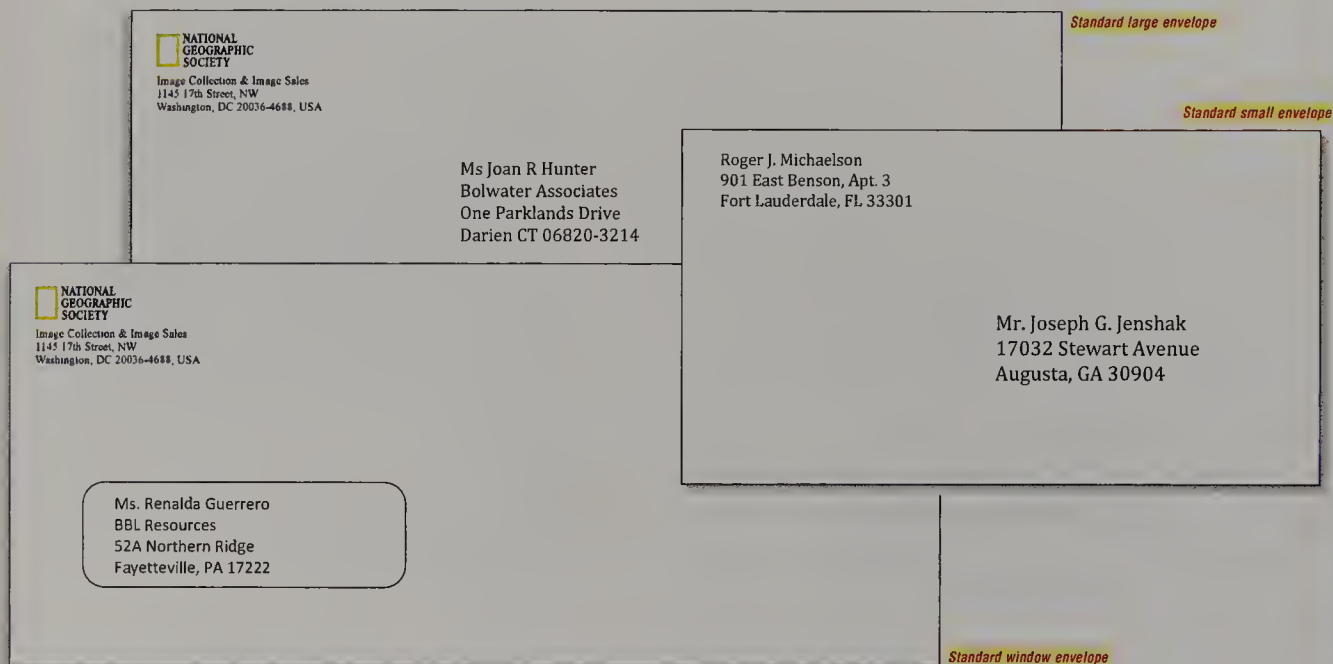 Standard large envelope
NATIONAL
GEOGRAPHIC
SOCIETY
Image Collection & Image Sales
1145 17th Street, NW
Washington, DC 20036-4688, USA
Ms Joan R Hunter
Bolwater Associates
One Parklands Drive
Darien CT 06820-3214
Standard small envelope
Roger J. Michaelson
901 East Benson, Apt. 3
Fort Lauderdale, FL 33301
Mr. Joseph G. Jenshak
17032 Stewart Avenue
Augusta, GA 30904
NATIONAL
GEOGRAPHIC
SOCIETY
Image Collection & Image Sales
1145 17th Street, NW
Washington, DC 20036-4688, USA
Ms. Renalda Guerrero
BBL Resources
52A Northern Ridge
Fayetteville, PA 17222
Standard window envelope